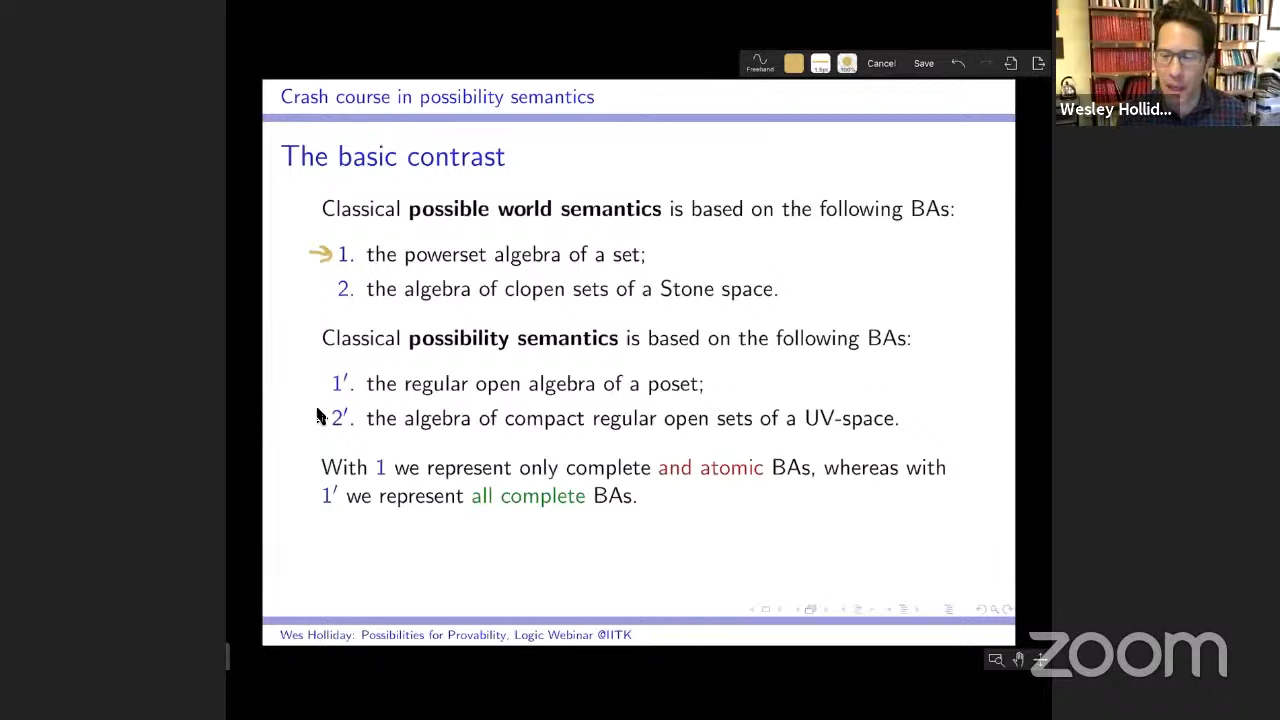 Freehand
1.5pt
100%
Cancel
Save
Wesley Hollid...
Crash course in possibility semantics
The basic contrast
Classical possible world semantics is based on the following BAs:
1. the powerset algebra of a set;
2. the algebra of clopen sets of a Stone space.
Classical possibility semantics is based on the following BAs:
1′. the regular open algebra of a poset;
2′. the algebra of compact regular open sets of a UV-space.
With 1 we represent only complete and atomic BAs, whereas with
1′ we represent all complete BAs.
Wes Holliday: Possibilities for Provability, Logic Webinar @IITK
zoom